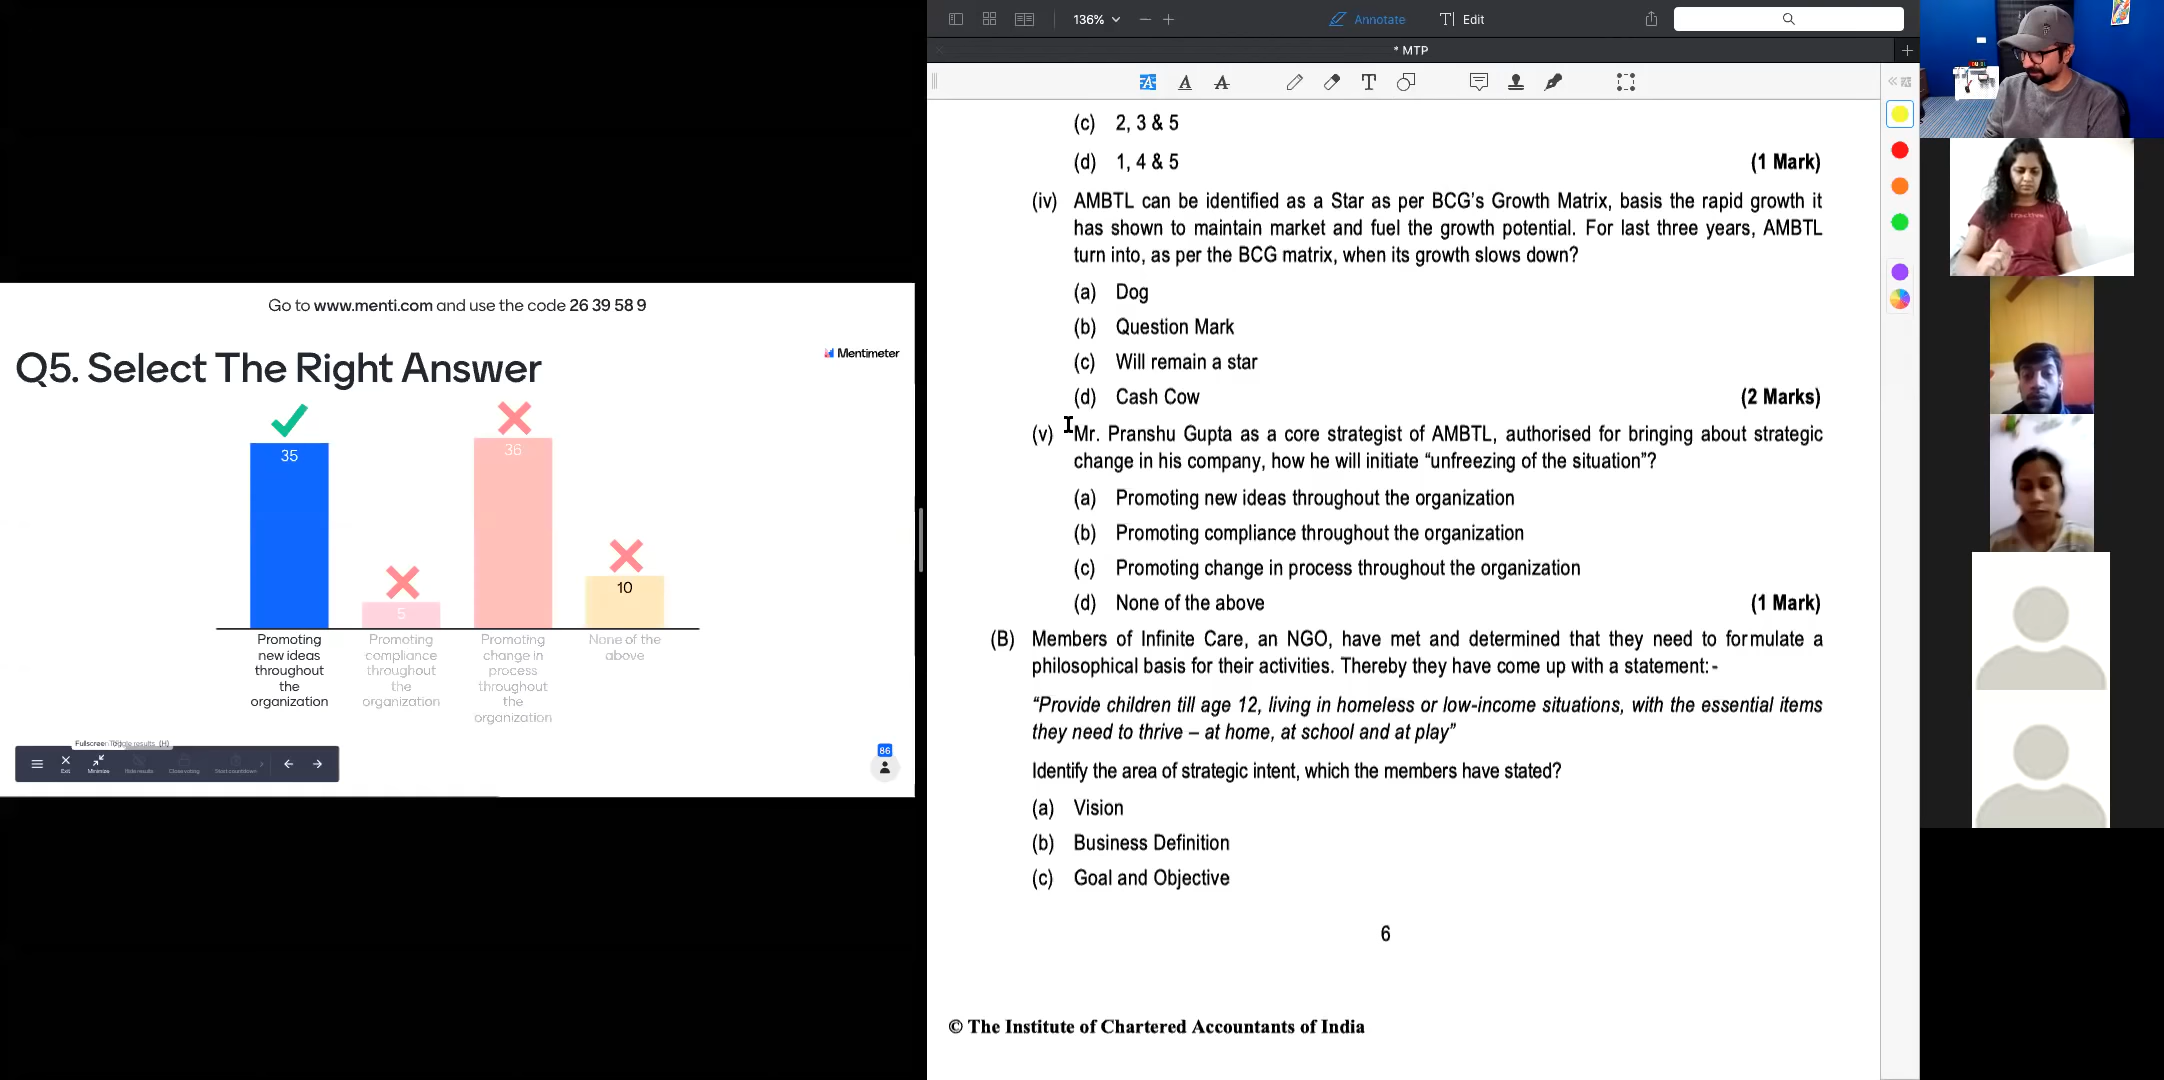 Go to www.menti.com and use the code 26 39 58 9
Q5. Select The Right Answer
Mentimeter
35
5
36
10
Promoting
new ideas
throughout
the
organization
Promoting
compliance
throughout
the
organization
Promoting
change in
process
throughout
the
organization
None of the
above
Exit
Minimize
Hide results
Close voting
Start countdown
86
136%
Annotate
Edit
* MTP
(c) 2, 3 & 5
(d) 1, 4 & 5 (1 Mark)
(iv) AMBTL can be identified as a Star as per BCG's Growth Matrix, basis the rapid growth it
has shown to maintain market and fuel the growth potential. For last three years, AMBTL
turn into, as per the BCG matrix, when its growth slows down?
(a) Dog
(b) Question Mark
(c) Will remain a star
(d) Cash Cow (2 Marks)
(v) Mr. Pranshu Gupta as a core strategist of AMBTL, authorised for bringing about strategic
change in his company, how he will initiate “unfreezing of the situation”?
(a) Promoting new ideas throughout the organization
(b) Promoting compliance throughout the organization
(c) Promoting change in process throughout the organization
(d) None of the above (1 Mark)
(B) Members of Infinite Care, an NGO, have met and determined that they need to formulate a
philosophical basis for their activities. Thereby they have come up with a statement:-
“Provide children till age 12, living in homeless or low-income situations, with the essential items
they need to thrive – at home, at school and at play”
Identify the area of strategic intent, which the members have stated?
(a) Vision
(b) Business Definition
(c) Goal and Objective
6
© The Institute of Chartered Accountants of India